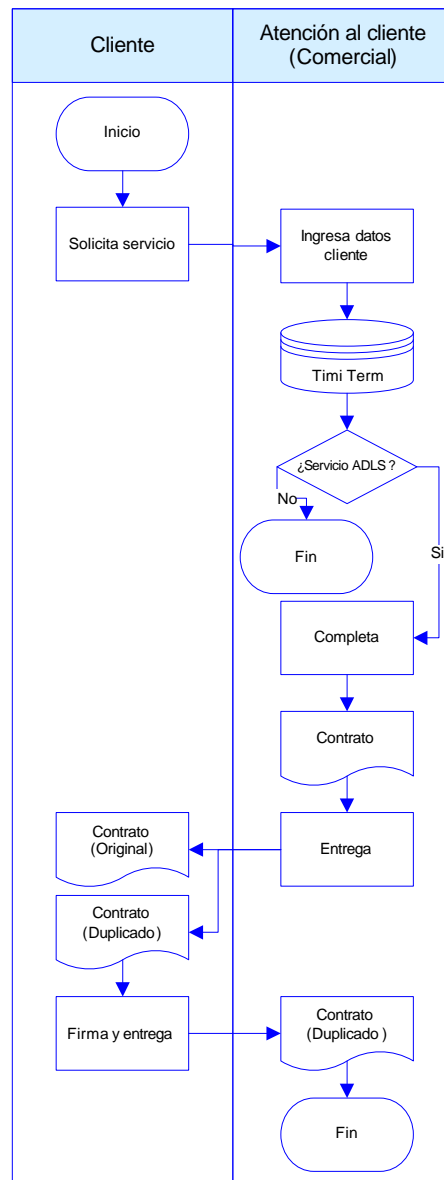 Cliente
Atención al cliente
(Comercial)
Inicio
Solicita servicio
Ingresa datos
cliente
Timi Term
¿Servicio ADLS ?
No
Si
Fin
Completa
Contrato
Contrato
(Original)
Entrega
Contrato
(Duplicado)
Firma y entrega
Contrato
(Duplicado )
Fin